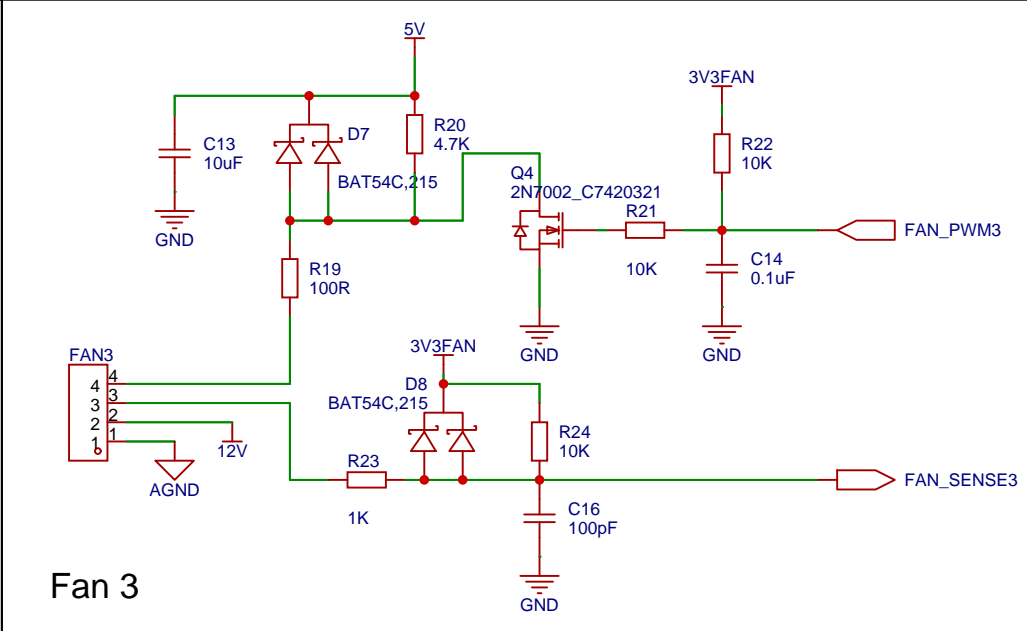 5V
3V3FAN
C13
10uF
D7
BAT54C,215
R20
4.7K
Q4
2N7002_C7420321
R21
10K
R22
10K
FAN_PWM3
C14
0.1uF
GND
R19
100R
GND
GND
FAN3
4
4
3
3
2
2
1
1
12V
AGND
3V3FAN
D8
BAT54C,215
R24
10K
R23
1K
FAN_SENSE3
C16
100pF
GND
Fan 3